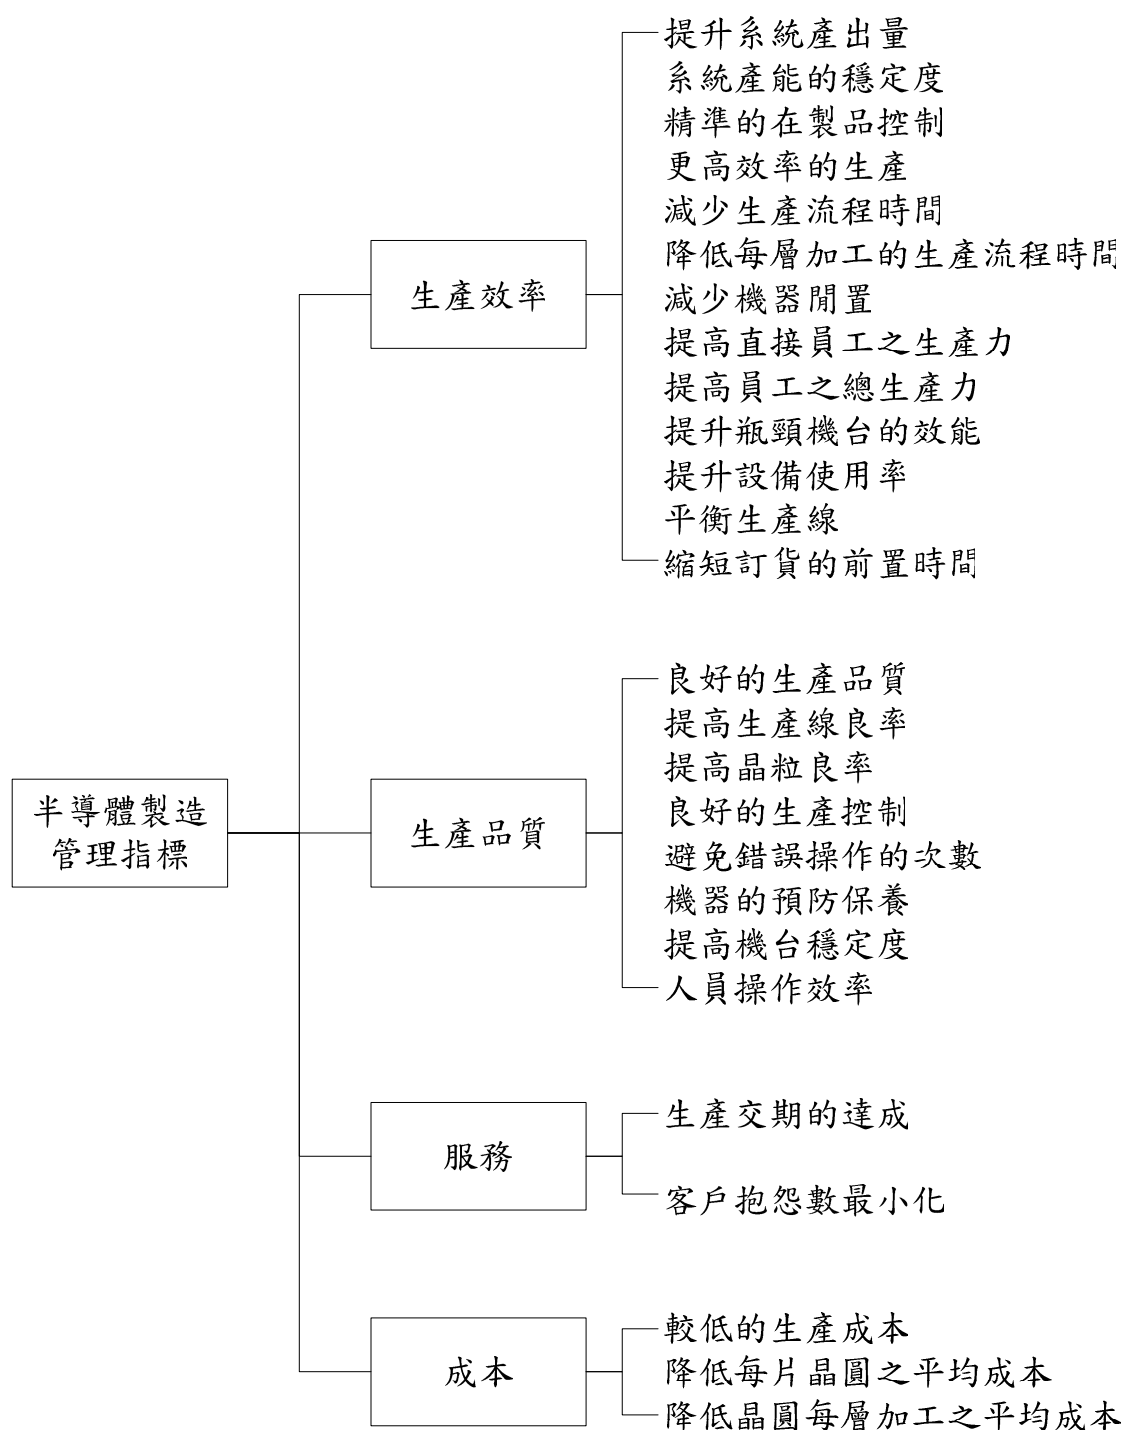 半導體製造
管理指標
生產效率
提升系統產出量
系統產能的穩定度
精準的在製品控制
更高效率的生產
減少生產流程時間
降低每層加工的生產流程時間
減少機器閒置
提高直接員工之生產力
提高員工之總生產力
提升瓶頸機台的效能
提升設備使用率
平衡生產線
縮短訂貨的前置時間
生產品質
良好的生產品質
提高生產線良率
提高晶粒良率
良好的生產控制
避免錯誤操作的次數
機器的預防保養
提高機台穩定度
人員操作效率
服務
生產交期的達成
客戶抱怨數最小化
成本
較低的生產成本
降低每片晶圓之平均成本
降低晶圓每層加工之平均成本